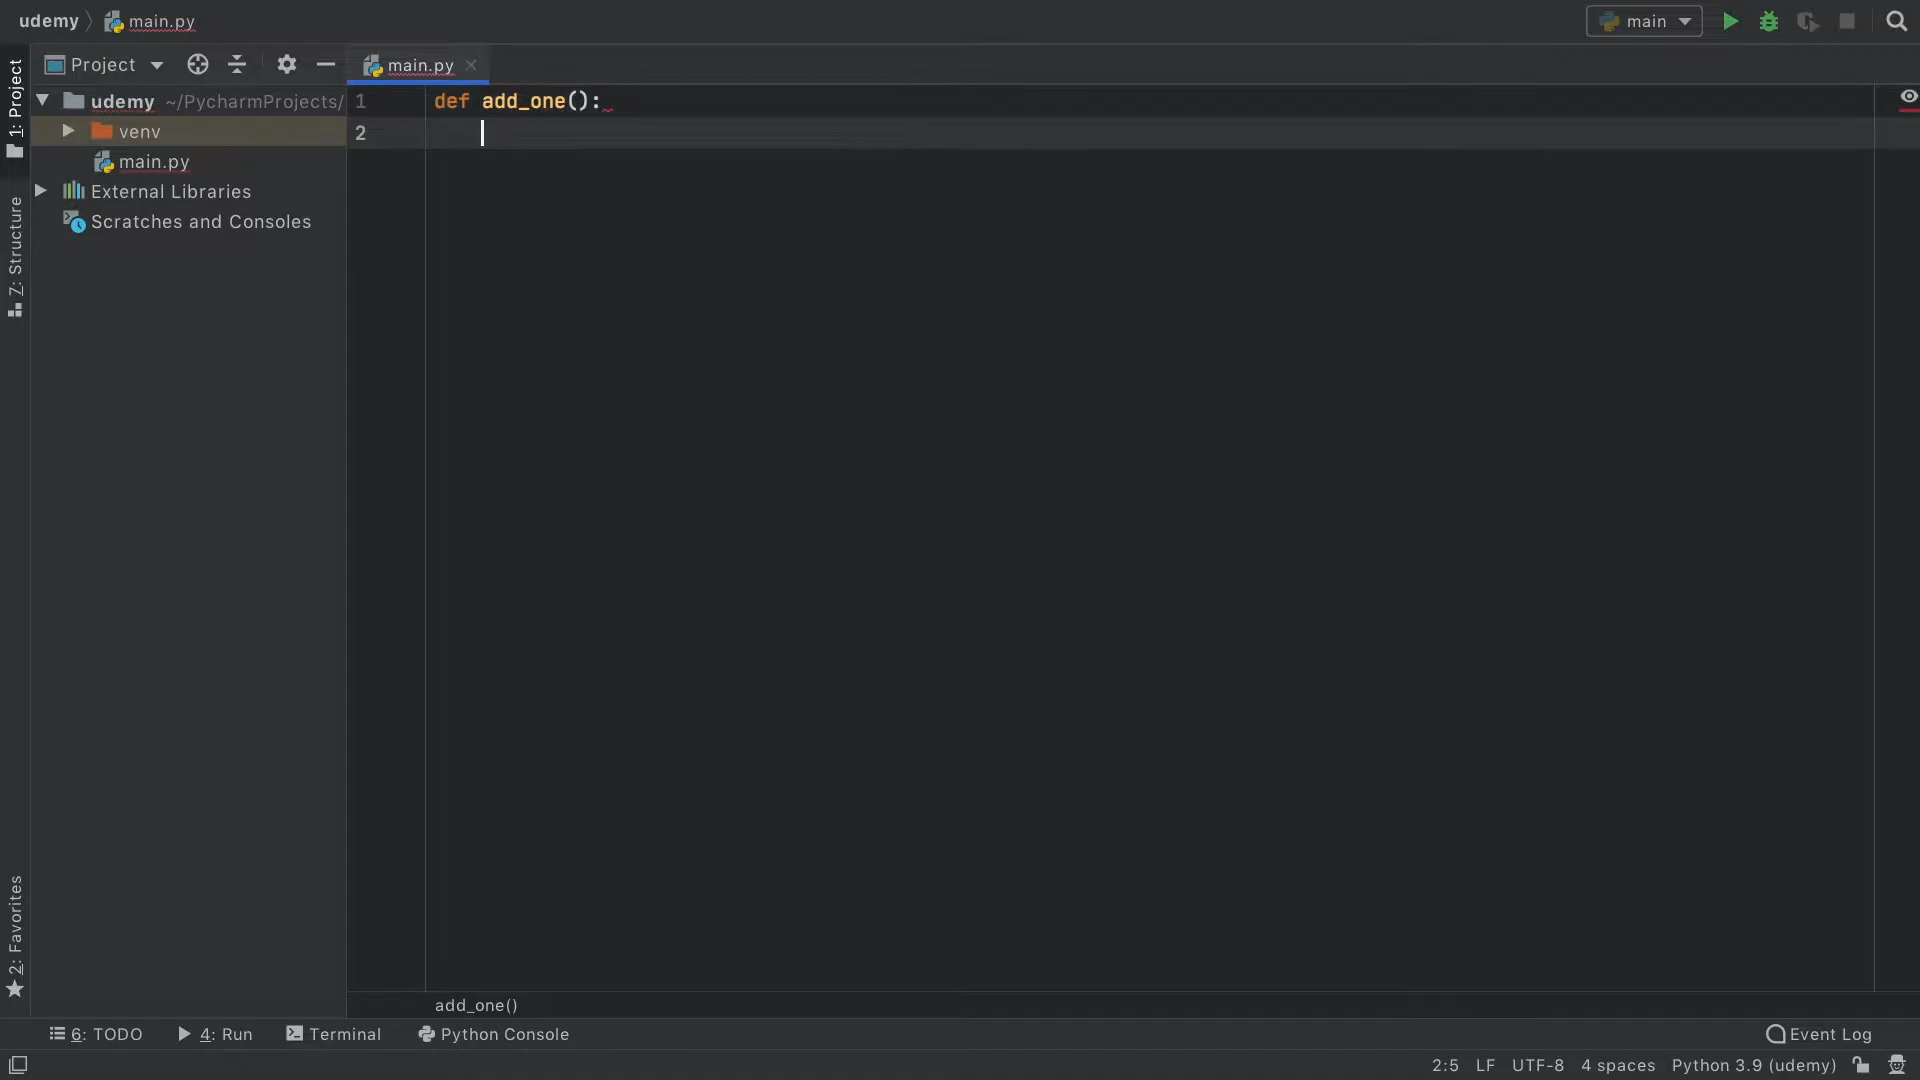 udemy
main.py
main
1: Project
Project
main.py
udemy ~/PycharmProjects/
venv
main.py
External Libraries
Scratches and Consoles
Z: Structure
2: Favorites
1 def add_one():
2
add_one()
6: TODO
4: Run
Terminal
Python Console
Event Log
2:5 LF UTF-8 4 spaces Python 3.9 (udemy)